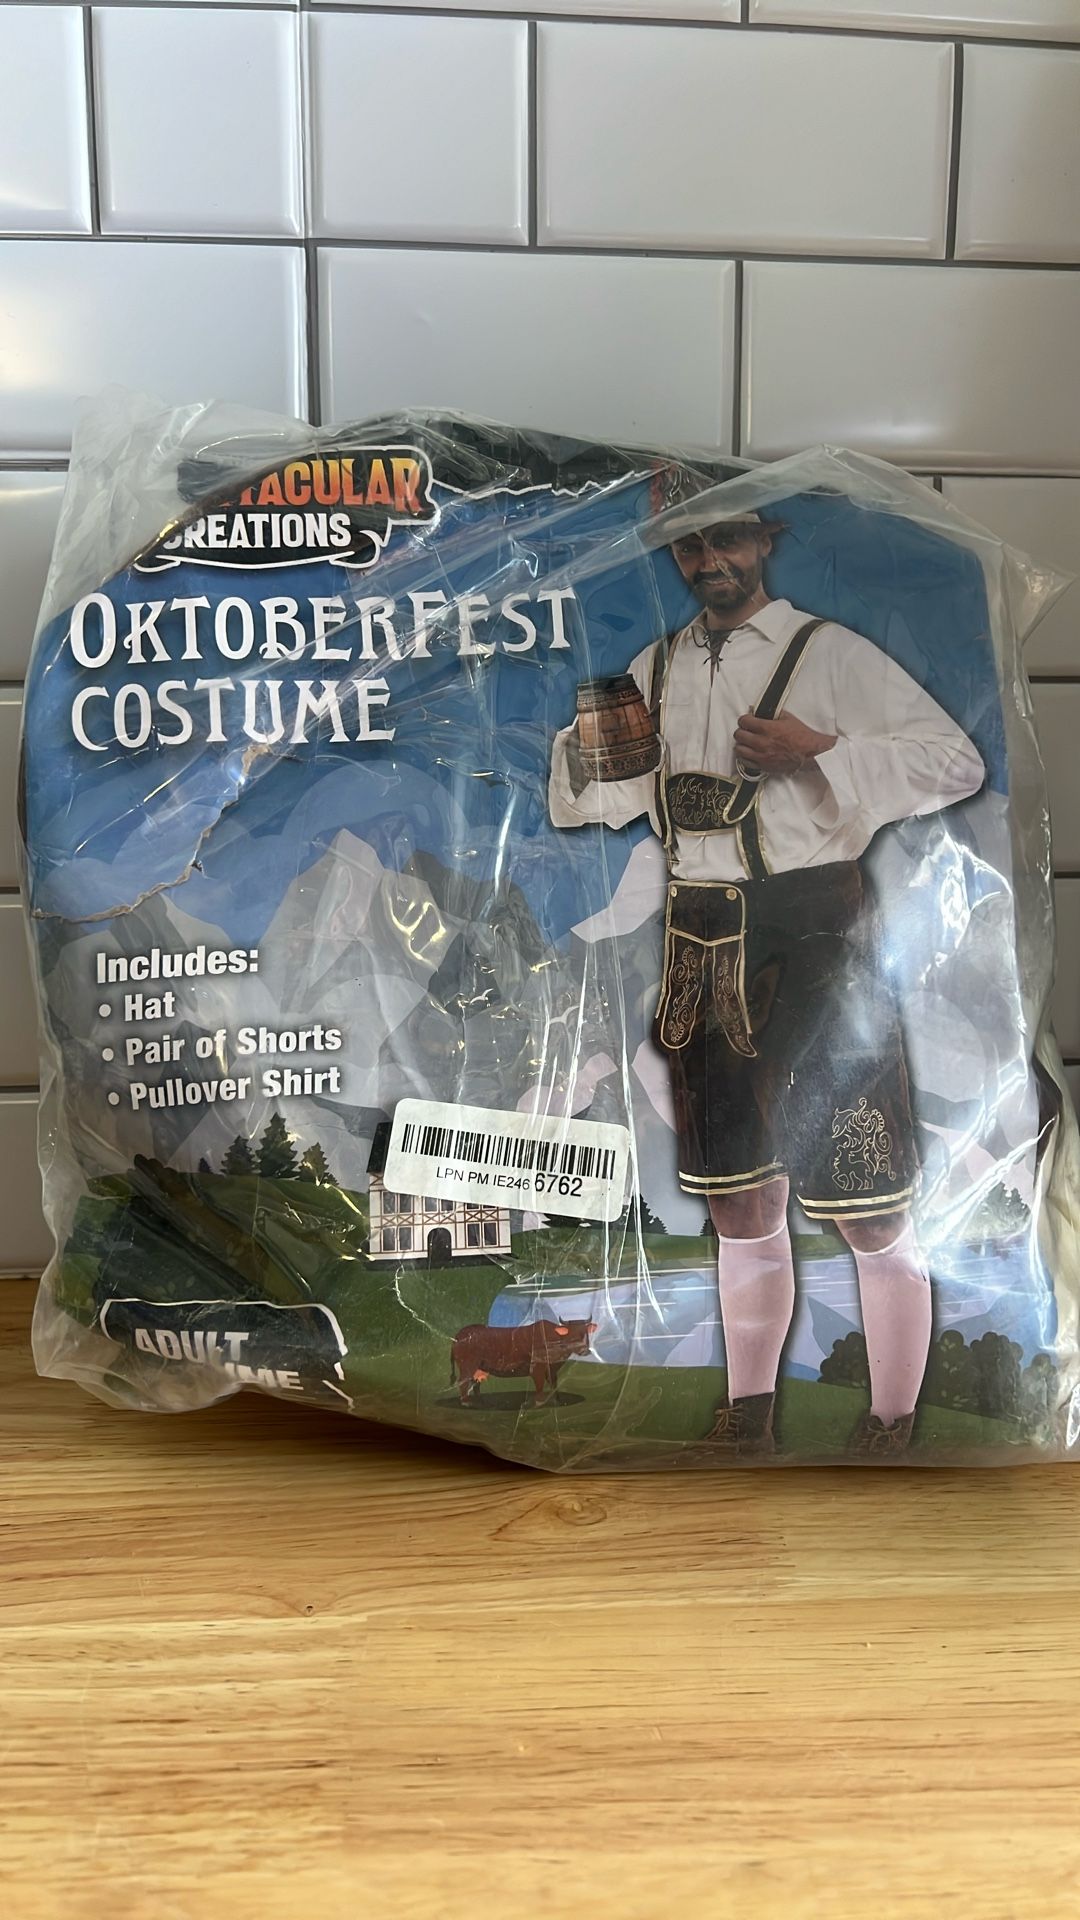 CREATIONS
OKTOBERFEST
COSTUME
Includes:
• Hat
• Pair of Shorts
• Pullover Shirt
LPN PM IE246 6762
ADULT